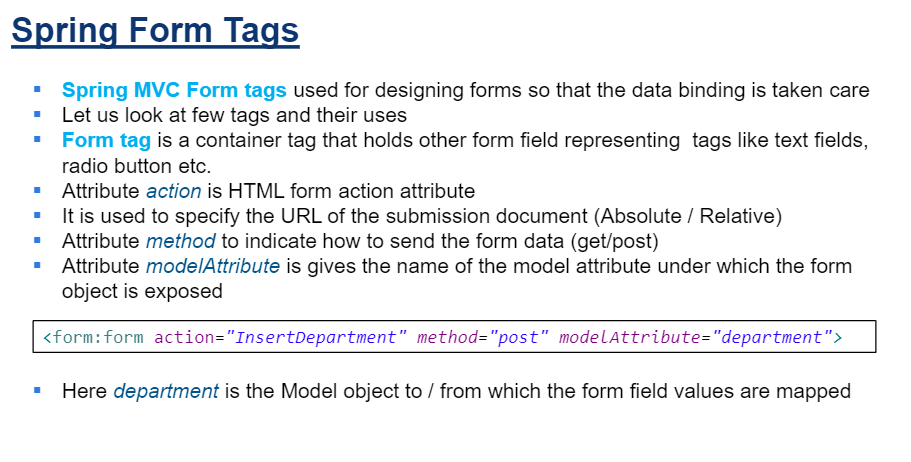 Spring Form Tags
▪ Spring MVC Form tags used for designing forms so that the data binding is taken care
▪ Let us look at few tags and their uses
▪ Form tag is a container tag that holds other form field representing  tags like text fields,
radio button etc.
▪ Attribute action is HTML form action attribute
▪ It is used to specify the URL of the submission document (Absolute / Relative)
▪ Attribute method to indicate how to send the form data (get/post)
▪ Attribute modelAttribute is gives the name of the model attribute under which the form
object is exposed
<form:form action="InsertDepartment" method="post" modelAttribute="department">
▪ Here department is the Model object to / from which the form field values are mapped